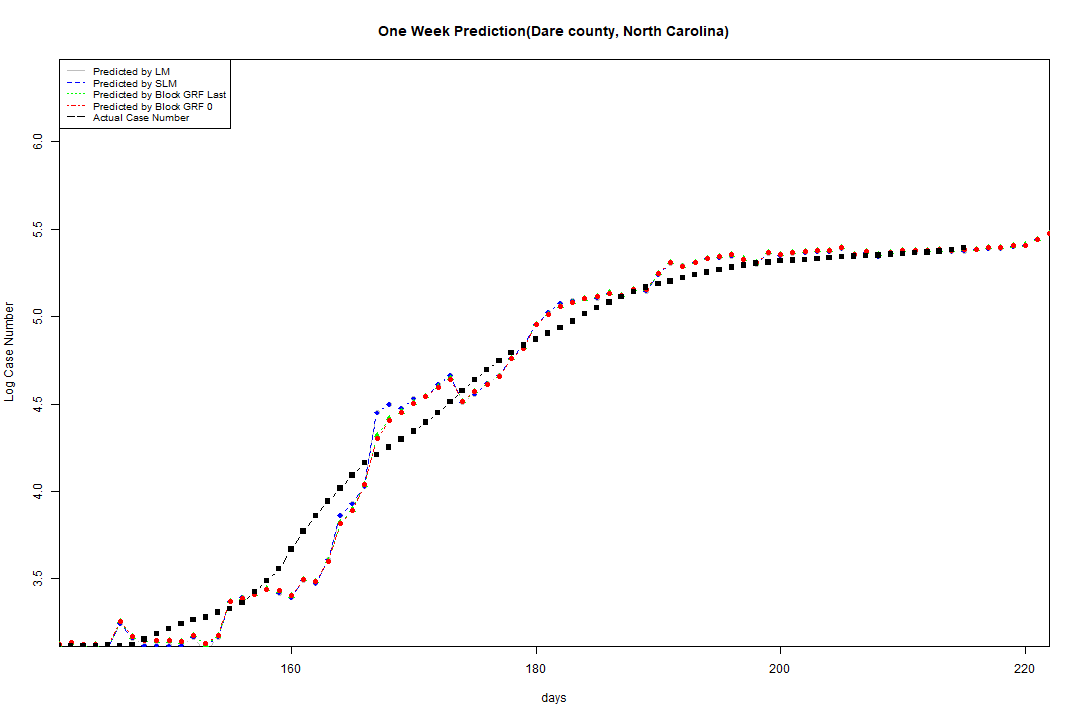 One Week Prediction(Dare county, North Carolina)
Predicted by LM
Predicted by SLM
Predicted by Block GRF Last
Predicted by Block GRF 0
Actual Case Number
Log Case Number
6.0
5.5
5.0
4.5
4.0
3.5
160 180 200 220
days